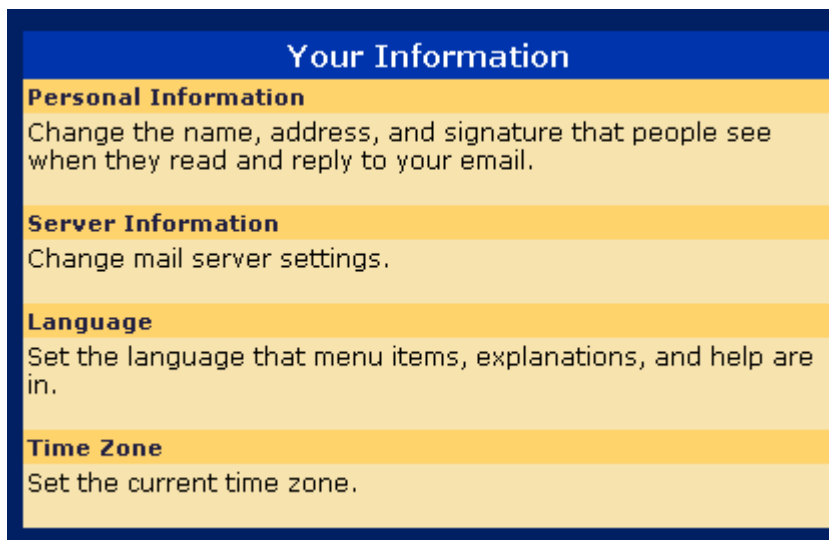 Your Information
Personal Information
Change the name, address, and signature that people see
when they read and reply to your email.
Server Information
Change mail server settings.
Language
Set the language that menu items, explanations, and help are
in.
Time Zone
Set the current time zone.